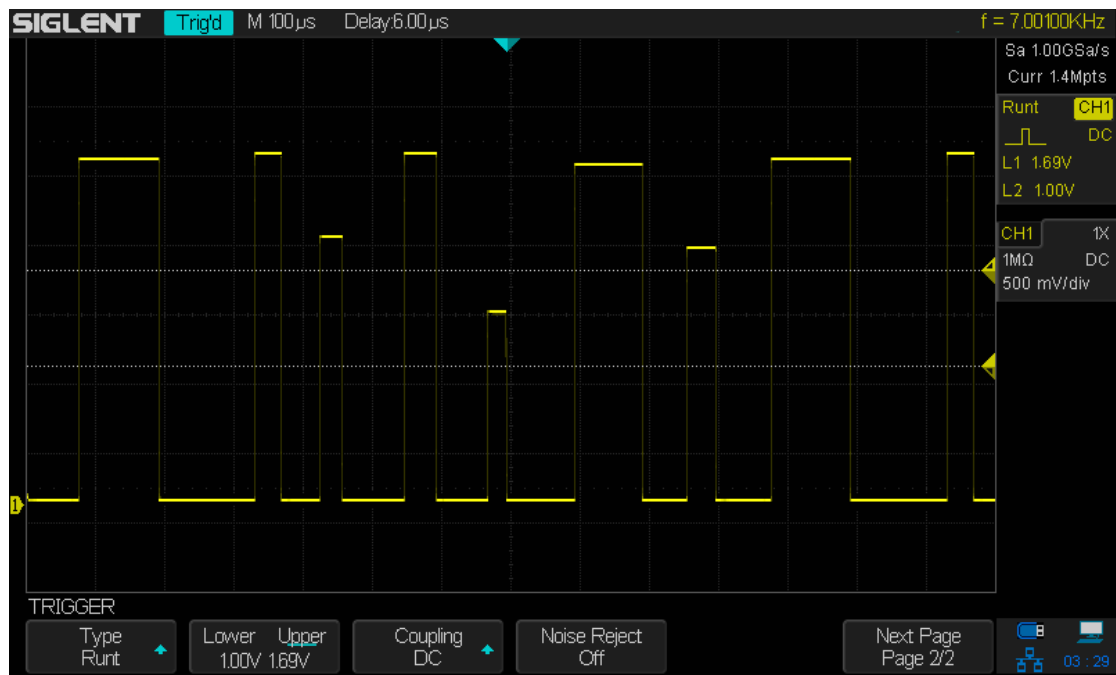 SIGLENT Trig'd M 100µs Delay:6.00µs f = 7.00100KHz
Sa 1.00GSa/s
Curr 1.4Mpts
Runt CH1
DC
L1 1.69V
L2 1.00V
CH1 1X
1MΩ DC
500 mV/div
1
TRIGGER
Type Lower Upper Coupling Noise Reject Next Page
Runt 1.00V 1.69V DC Off Page 2/2
03 : 29